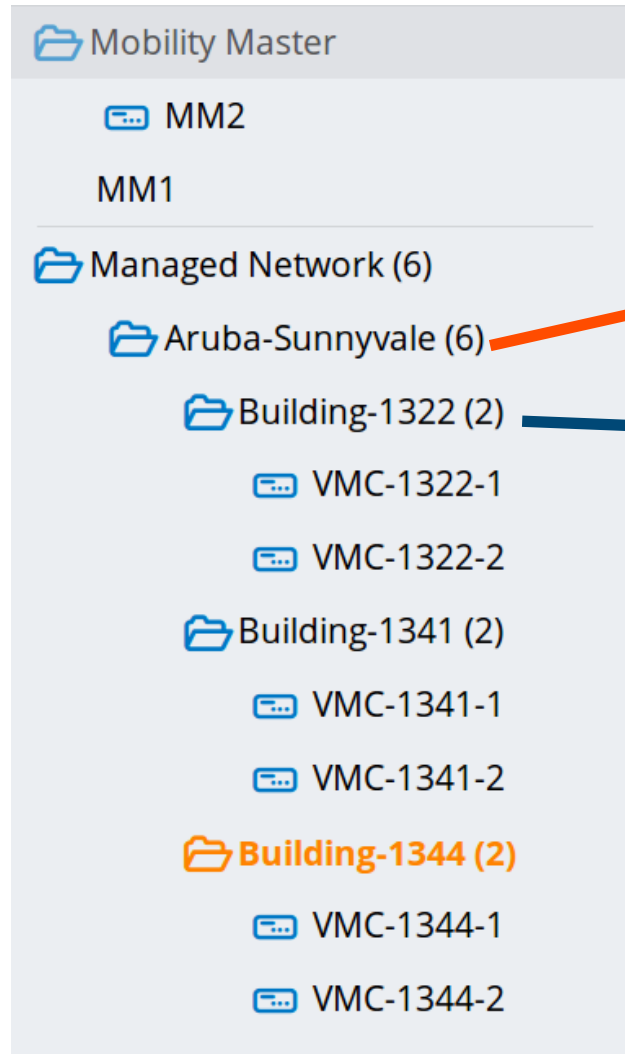 Mobility Master
MM2
MM1
Managed Network (6)
Aruba-Sunnyvale (6)
Building-1322 (2)
VMC-1322-1
VMC-1322-2
Building-1341 (2)
VMC-1341-1
VMC-1341-2
Building-1344 (2)
VMC-1344-1
VMC-1344-2